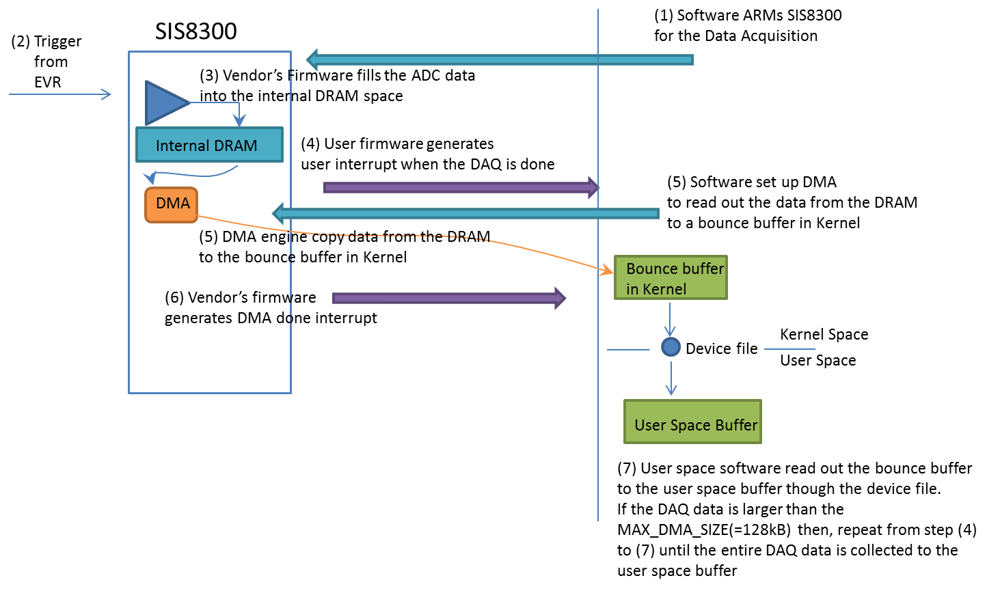 (1) Software ARMs SIS8300
for the Data Acquisition
SIS8300
(2) Trigger
from
EVR
(3) Vendor’s Firmware fills the ADC data
into the internal DRAM space
Internal DRAM
(4) User firmware generates
user interrupt when the DAQ is done
(5) Software set up DMA
to read out the data from the DRAM
to a bounce buffer in Kernel
DMA
(5) DMA engine copy data from the DRAM
to the bounce buffer in Kernel
Bounce buffer
in Kernel
(6) Vendor’s firmware
generates DMA done interrupt
Kernel Space
Device file
User Space
User Space Buffer
(7) User space software read out the bounce buffer
to the user space buffer though the device file.
If the DAQ data is larger than the
MAX_DMA_SIZE(=128kB) then, repeat from step (4)
to (7) until the entire DAQ data is collected to the
user space buffer